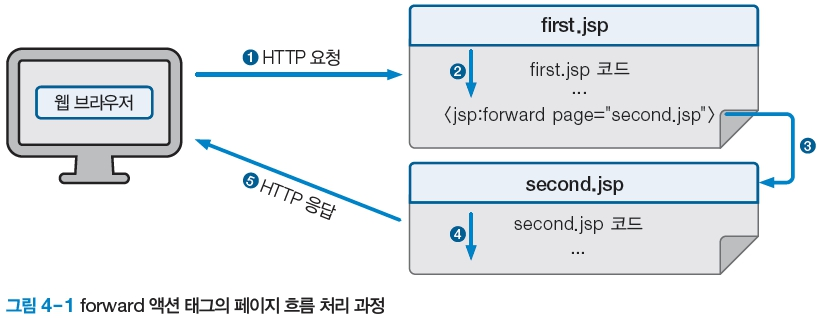 웹 브라우저
❶ HTTP 요청
first.jsp
❷
first.jsp 코드
...
〈jsp:forward page="second.jsp"〉
❸
second.jsp
❹
second.jsp 코드
...
❺ HTTP 응답
그림 4-1 forward 액션 태그의 페이지 흐름 처리 과정